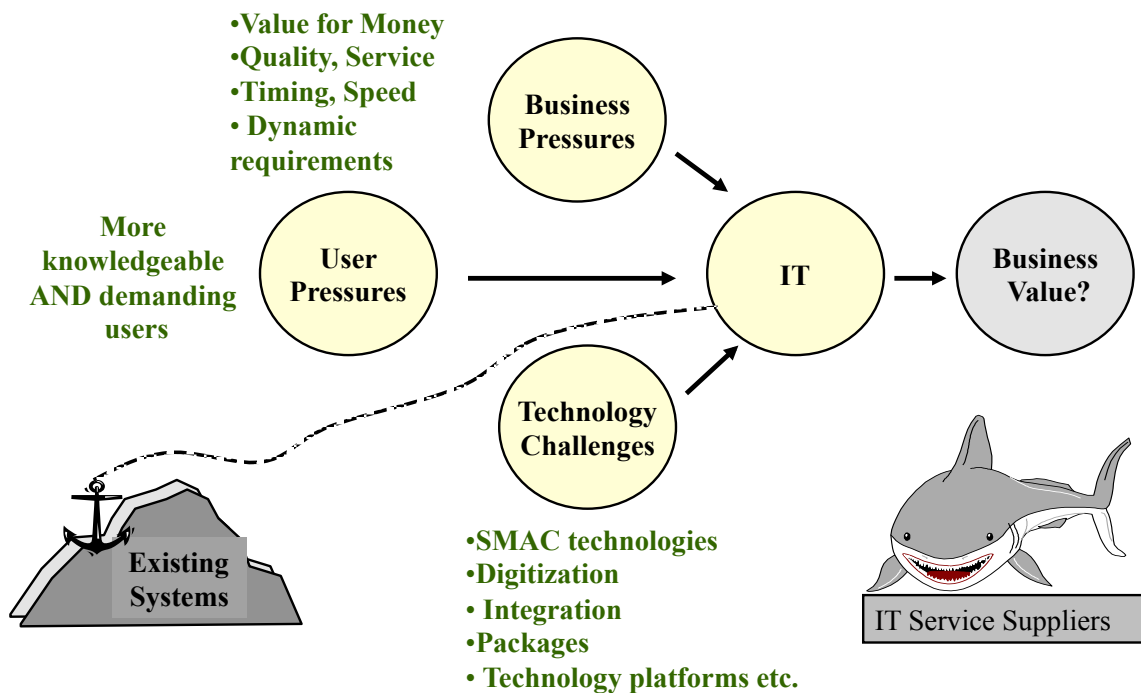 •Value for Money
•Quality, Service
•Timing, Speed
• Dynamic
requirements
Business
Pressures
More
knowledgeable
AND demanding
users
User
Pressures
IT
Business
Value?
Technology
Challenges
Existing
Systems
•SMAC technologies
•Digitization
• Integration
•Packages
• Technology platforms etc.
IT Service Suppliers